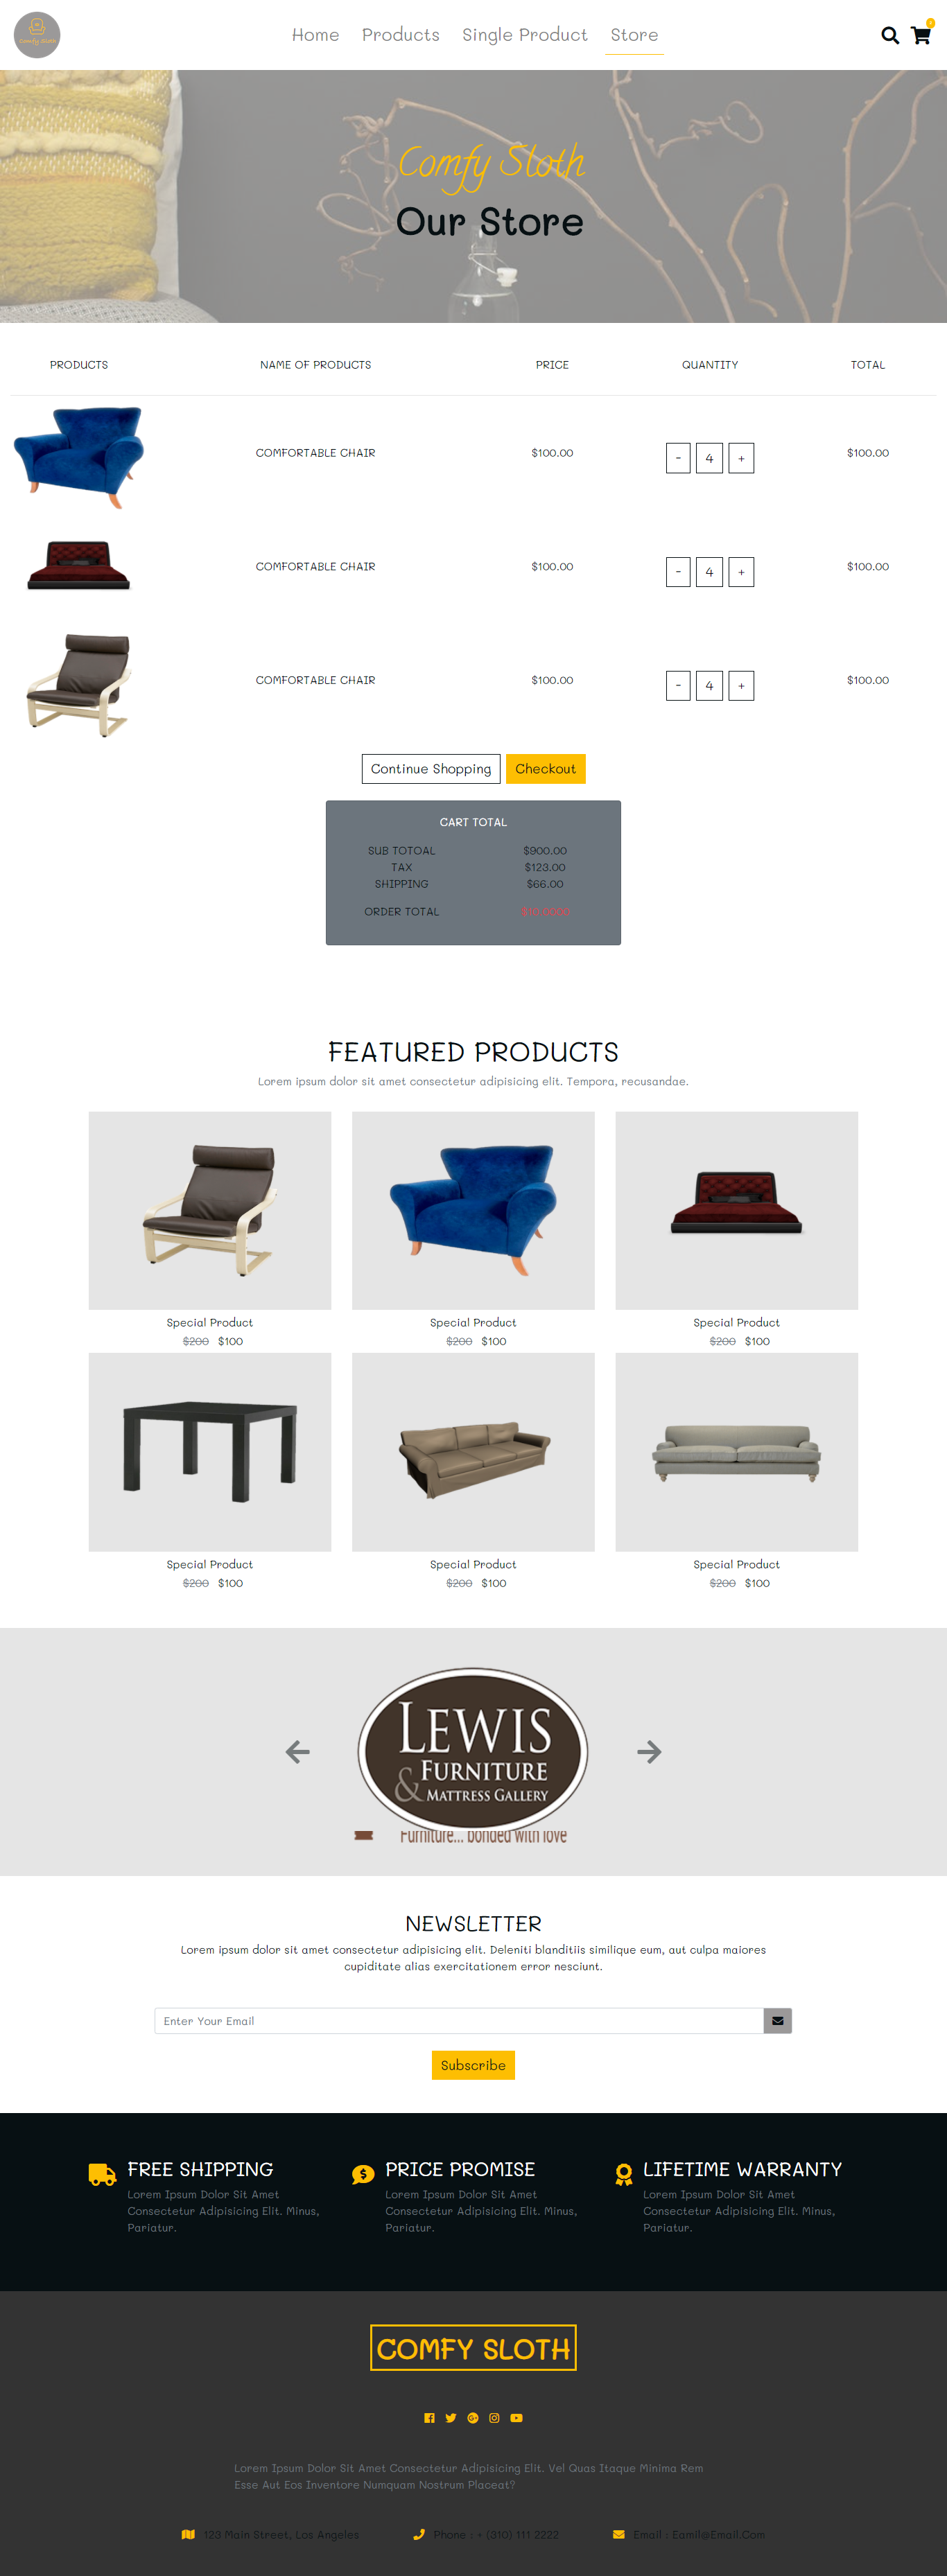 Comfy Sloth
Home Products Single Product Store
Comfy Sloth
Our Store
PRODUCTS NAME OF PRODUCTS PRICE QUANTITY TOTAL
COMFORTABLE CHAIR $100.00 - 4 + $100.00
COMFORTABLE CHAIR $100.00 - 4 + $100.00
COMFORTABLE CHAIR $100.00 - 4 + $100.00
Continue Shopping Checkout
CART TOTAL
SUB TOTOAL $900.00
TAX $123.00
SHIPPING $66.00
ORDER TOTAL
FEATURED PRODUCTS
Lorem ipsum dolor sit amet consectetur adipisicing elit. Tempora, recusandae.
Special Product Special Product Special Product
$200 $100 $200 $100 $200 $100
Special Product Special Product Special Product
$200 $100 $200 $100 $200 $100
LEWIS
FURNITURE
& MATTRESS GALLERY
Furniture... bonded with love
NEWSLETTER
Lorem ipsum dolor sit amet consectetur adipisicing elit. Deleniti blanditiis similique eum, aut culpa maiores
cupiditate alias exercitationem error nesciunt.
Enter Your Email
Subscribe
FREE SHIPPING PRICE PROMISE LIFETIME WARRANTY
Lorem Ipsum Dolor Sit Amet Lorem Ipsum Dolor Sit Amet Lorem Ipsum Dolor Sit Amet
Consectetur Adipisicing Elit. Minus, Consectetur Adipisicing Elit. Minus, Consectetur Adipisicing Elit. Minus,
Pariatur. Pariatur. Pariatur.
COMFY SLOTH
Lorem Ipsum Dolor Sit Amet Consectetur Adipisicing Elit. Vel Quas Itaque Minima Rem
Esse Aut Eos Inventore Numquam Nostrum Placeat?
123 Main Street, Los Angeles Phone : + (310) 111 2222 Email : Eamil@Email.Com